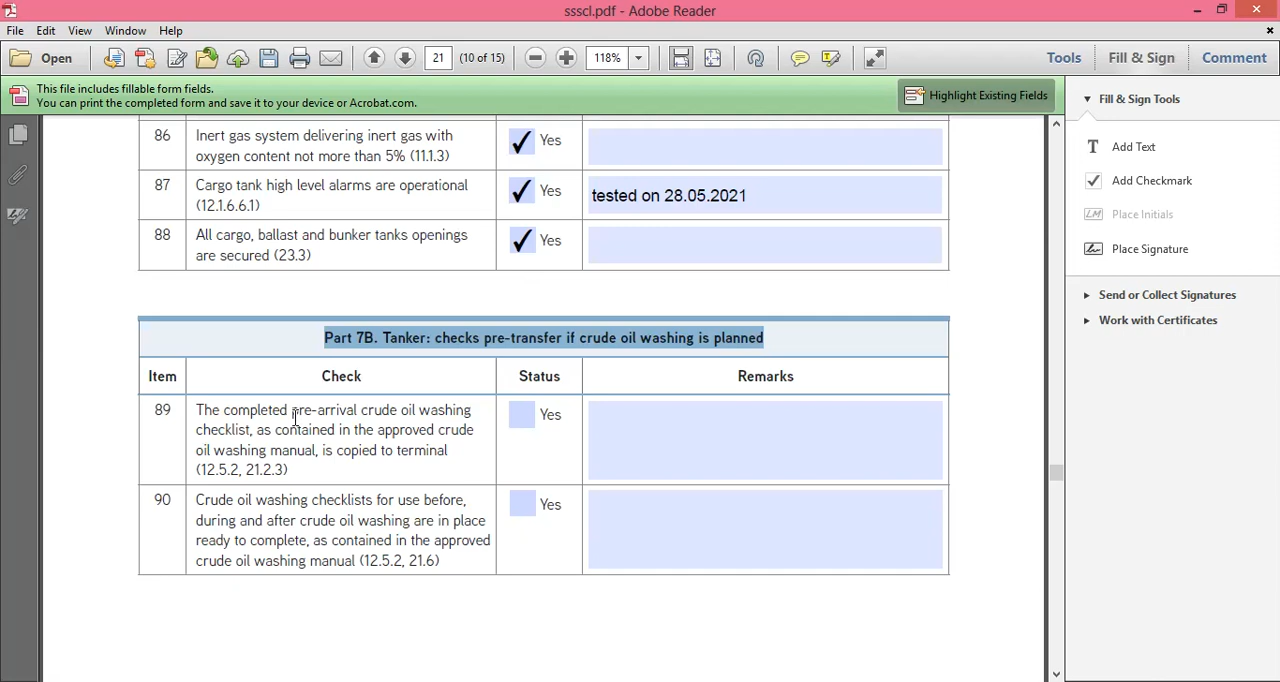 ssscl.pdf - Adobe Reader
File Edit View Window Help
Open 21 (10 of 15) 118% Tools Fill & Sign Comment
This file includes fillable form fields.
You can print the completed form and save it to your device or Acrobat.com.
Highlight Existing Fields
Fill & Sign Tools
Add Text
Add Checkmark
Place Initials
Place Signature
Send or Collect Signatures
Work with Certificates
86 Inert gas system delivering inert gas with Yes
oxygen content not more than 5% (11.1.3)
87 Cargo tank high level alarms are operational Yes tested on 28.05.2021
(12.1.6.6.1)
88 All cargo, ballast and bunker tanks openings Yes
are secured (23.3)
Part 7B. Tanker: checks pre-transfer if crude oil washing is planned
Item Check Status Remarks
89 The completed pre-arrival crude oil washing Yes
checklist, as contained in the approved crude
oil washing manual, is copied to terminal
(12.5.2, 21.2.3)
90 Crude oil washing checklists for use before, Yes
during and after crude oil washing are in place
ready to complete, as contained in the approved
crude oil washing manual (12.5.2, 21.6)